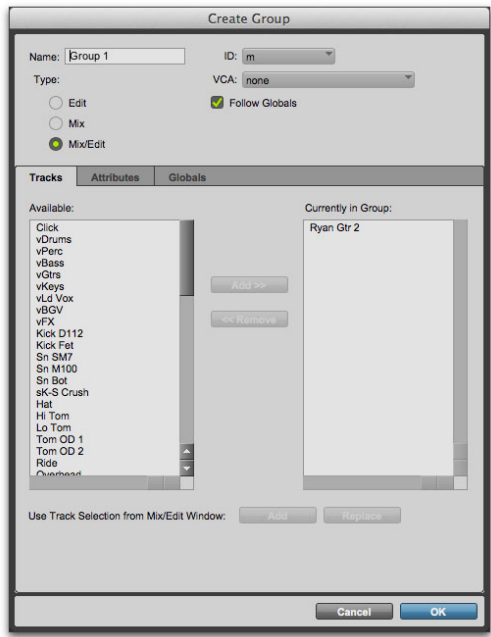 Create Group
Name: Group 1 ID: m
Type: VCA: none
Edit Follow Globals
Mix
Mix/Edit
Tracks Attributes Globals
Available: Currently in Group:
Click Ryan Gtr 2
vDrums
vPerc
vBass
vGtrs
vKeys
vLd Vox
vBGV
vFX
Kick D112
Kick Fet
Sn SM7
Sn M100
Sn Bot
sK-S Crush
Hat
Hi Tom
Lo Tom
Tom OD 1
Tom OD 2
Ride
Overhead
Add >>
<< Remove
Use Track Selection from Mix/Edit Window: Add Replace
Cancel OK